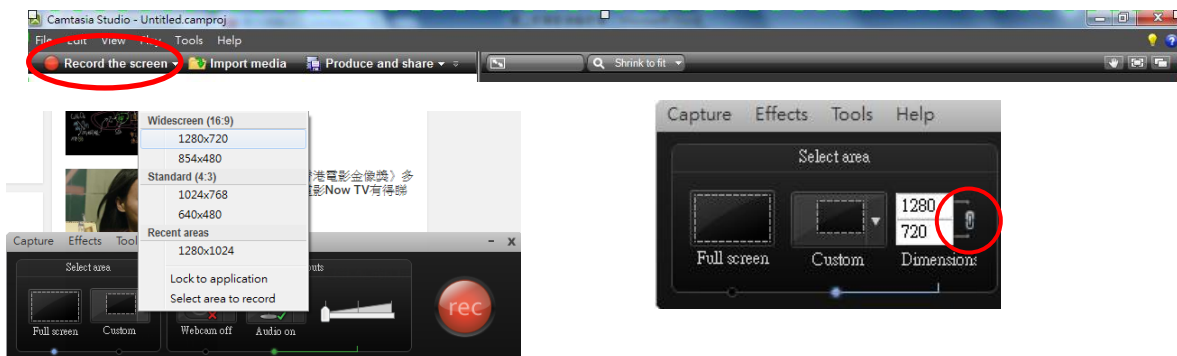 Camtasia Studio - Untitled.camproj
File Edit View Play Tools Help
Record the screen Import media Produce and share Shrink to fit
Widescreen (16:9)
1280x720
854x480
Standard (4:3)
1024x768
640x480
Recent areas
1280x1024
Lock to application
Select area to record
港電影金像獎》多
影Now TV有得睇
Capture Effects Tool
Select area
Full screen Custom Webcam off Audio on
rec
Capture Effects Tools Help
Select area
1280
720
Full screen Custom Dimensions